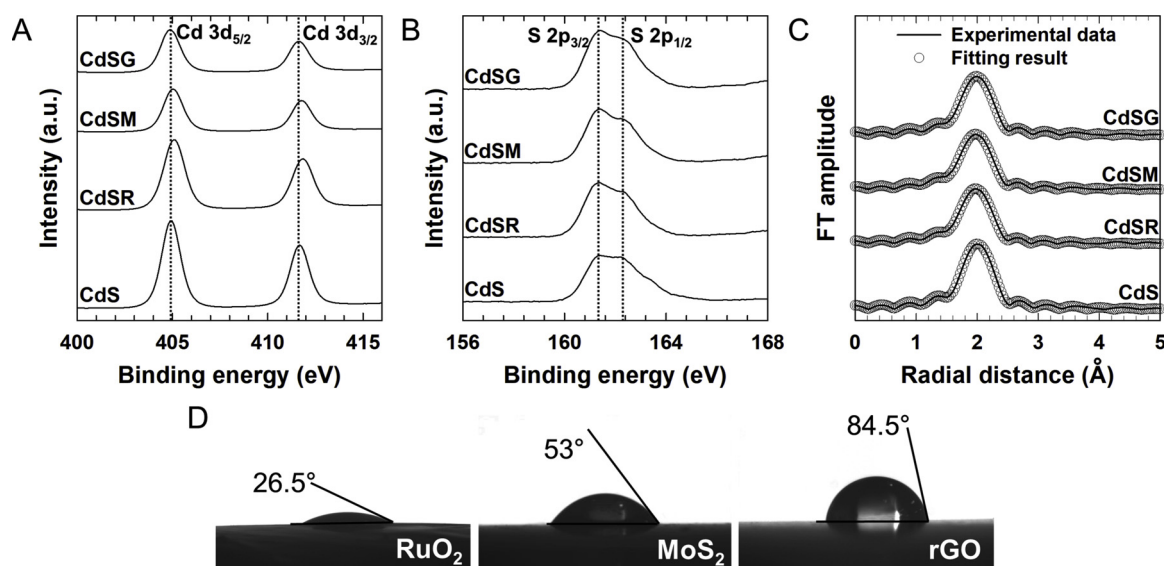 A
Cd 3d5/2
Cd 3d3/2
CdSG
CdSM
CdSR
CdS
Intensity (a.u.)
400
405
412
415
Binding energy (eV)
B
S 2p3/2
S 2p1/2
CdSG
CdSM
CdSR
CdS
Intensity (a.u.)
156
160
164
168
Binding energy (eV)
C
Experimental data
Fitting result
CdSG
CdSM
CdSR
CdS
FT amplitude
0
1
2
3
4
5
Radial distance (Å)
D
26.5°
RuO2
53°
MoS2
84.5°
rGO